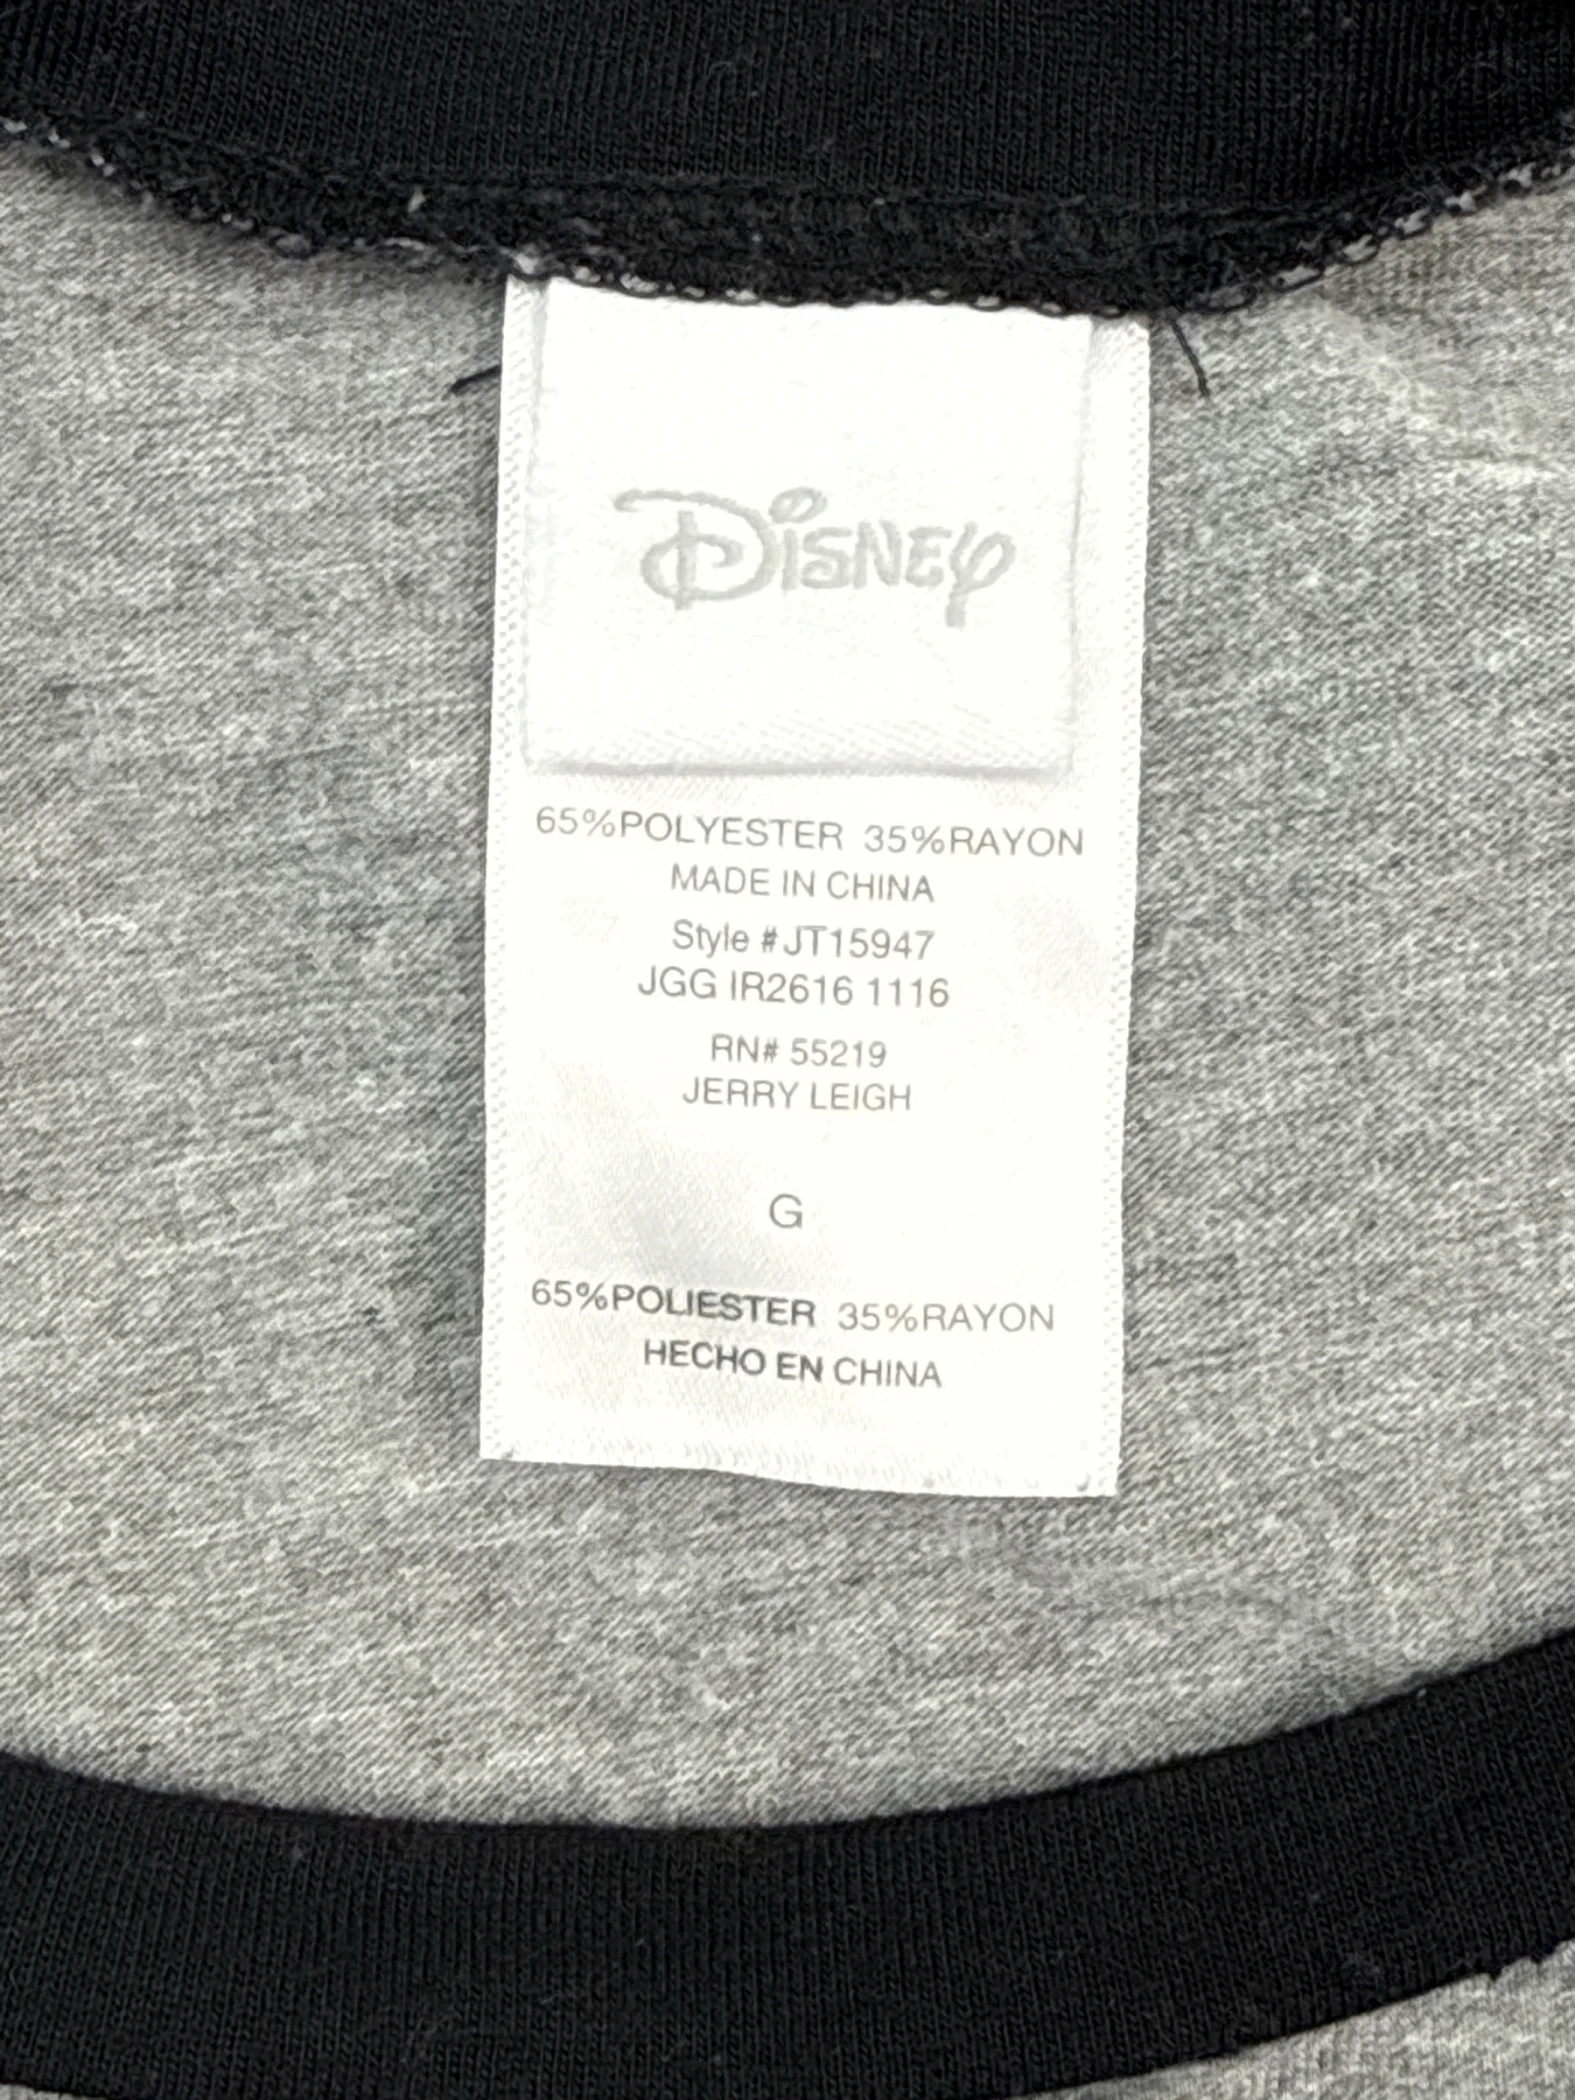 Disney
65%POLYESTER 35%RAYON
MADE IN CHINA
Style #JT15947
JGG IR2616 1116
RN# 55219
JERRY LEIGH
G
65%POLIESTER 35%RAYON
HECHO EN CHINA